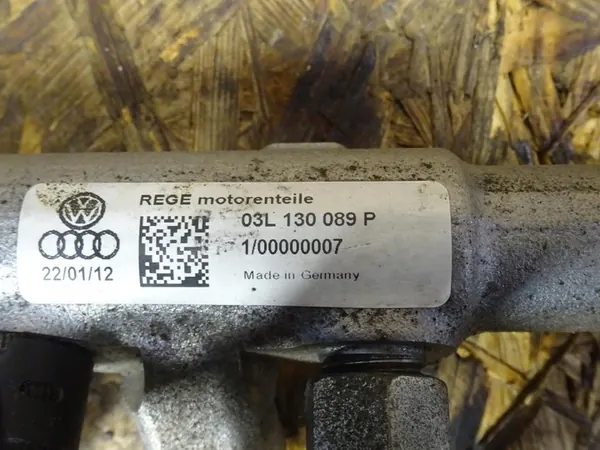 REGE motorenteile
03L 130 089 P
1/00000007
22/01/12
Made in Germany